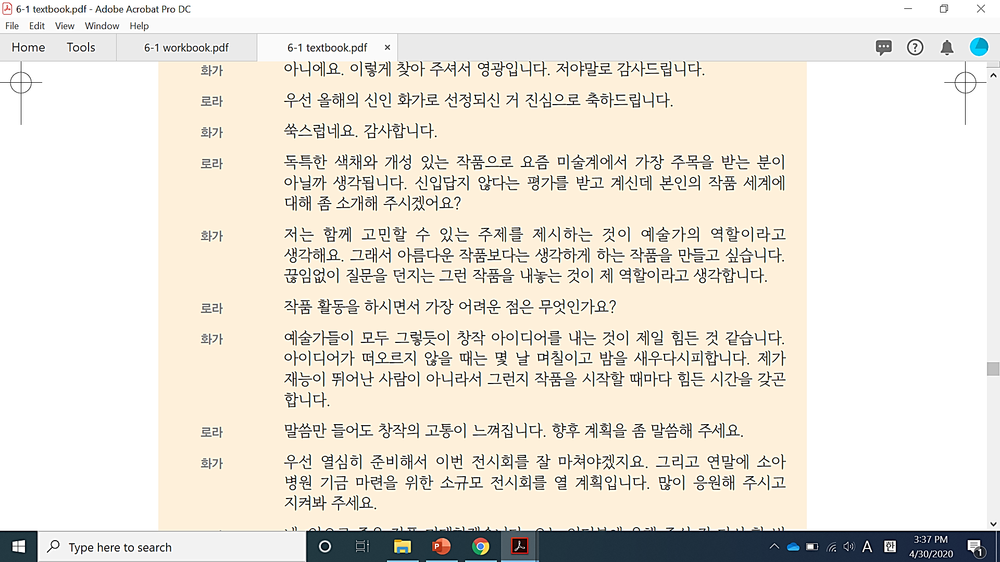 6-1 textbook.pdf - Adobe Acrobat Pro DC
File Edit View Window Help
Home Tools 6-1 workbook.pdf 6-1 textbook.pdf ×
화가 아니에요. 이렇게 찾아 주셔서 영광입니다. 저야말로 감사드립니다.
로라 우선 올해의 신인 화가로 선정되신 거 진심으로 축하드립니다.
화가 쑥스럽네요. 감사합니다.
로라 독특한 색채와 개성 있는 작품으로 요즘 미술계에서 가장 주목을 받는 분이
아닐까 생각됩니다. 신입답지 않다는 평가를 받고 계신데 본인의 작품 세계에
대해 좀 소개해 주시겠어요?
화가 저는 함께 고민할 수 있는 주제를 제시하는 것이 예술가의 역할이라고
생각해요. 그래서 아름다운 작품보다는 생각하게 하는 작품을 만들고 싶습니다.
끊임없이 질문을 던지는 그런 작품을 내놓는 것이 제 역할이라고 생각합니다.
로라 작품 활동을 하시면서 가장 어려운 점은 무엇인가요?
화가 예술가들이 모두 그렇듯이 창작 아이디어를 내는 것이 제일 힘든 것 같습니다.
아이디어가 떠오르지 않을 때는 몇 날 며칠이고 밤을 새우다시피합니다. 제가
재능이 뛰어난 사람이 아니라서 그런지 작품을 시작할 때마다 힘든 시간을 갖곤
합니다.
로라 말씀만 들어도 창작의 고통이 느껴집니다. 향후 계획을 좀 말씀해 주세요.
화가 우선 열심히 준비해서 이번 전시회를 잘 마쳐야겠지요. 그리고 연말에 소아
병원 기금 마련을 위한 소규모 전시회를 열 계획입니다. 많이 응원해 주시고
지켜봐 주세요.
Type here to search
A 한
3:37 PM
4/30/2020
1